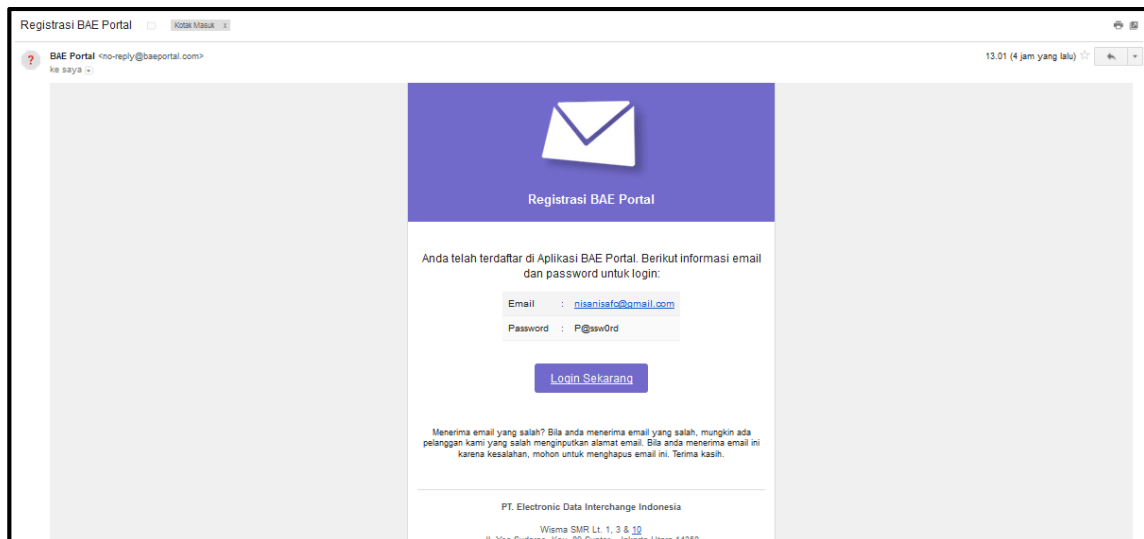 Registrasi BAE Portal
Kotak Masuk x
?
BAE Portal <no-reply@baeportal.com>
13.01 (4 jam yang lalu)
ke saya
Registrasi BAE Portal
Anda telah terdaftar di Aplikasi BAE Portal. Berikut informasi email
dan password untuk login:
Email : nisanisafc@gmail.com
Password : P@ssw0rd
Login Sekarang
Menerima email yang salah? Bila anda menerima email yang salah, mungkin ada
pelanggan kami yang salah menginputkan alamat email. Bila anda menerima email ini
karena kesalahan, mohon untuk menghapus email ini. Terima kasih.
PT. Electronic Data Interchange Indonesia
Wisma SMR Lt. 1, 3 & 10